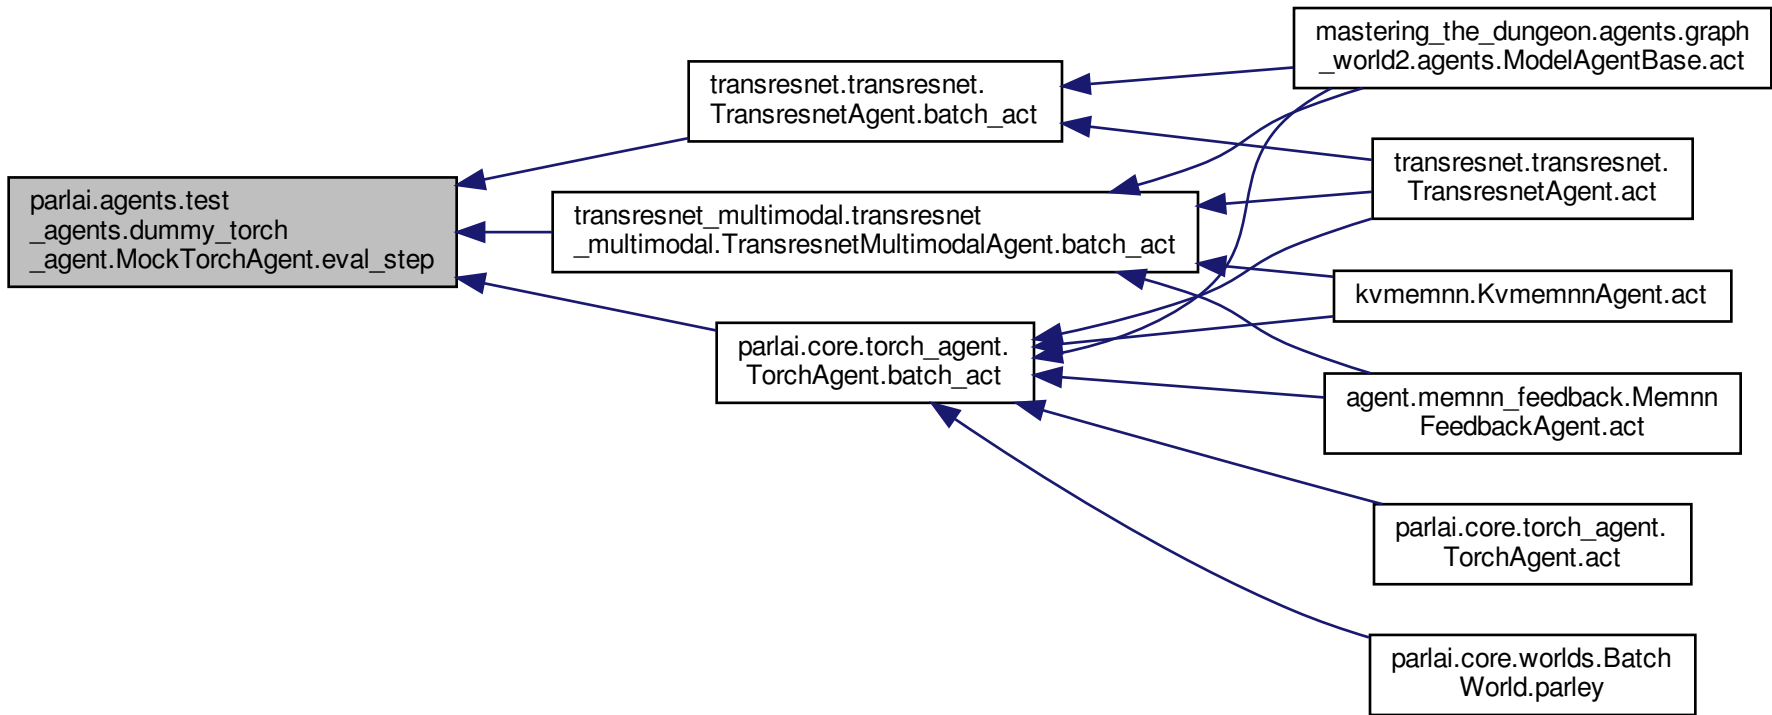 parlai.agents.test
_agents.dummy_torch
_agent.MockTorchAgent.eval_step
transresnet.transresnet.
TransresnetAgent.batch_act
transresnet_multimodal.transresnet
_multimodal.TransresnetMultimodalAgent.batch_act
parlai.core.torch_agent.
TorchAgent.batch_act
mastering_the_dungeon.agents.graph
_world2.agents.ModelAgentBase.act
transresnet.transresnet.
TransresnetAgent.act
kvmemnn.KvmemnnAgent.act
agent.memnn_feedback.Memnn
FeedbackAgent.act
parlai.core.torch_agent.
TorchAgent.act
parlai.core.worlds.Batch
World.parley